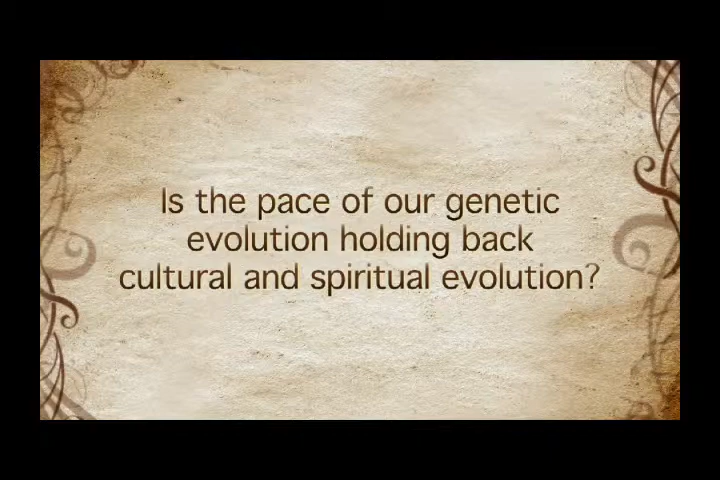 Is the pace of our genetic
evolution holding back
cultural and spiritual evolution?